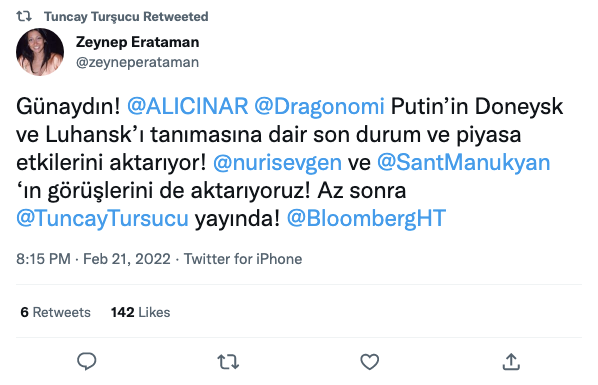 Tuncay Turşucu Retweeted
Zeynep Erataman
@zeyneperataman
Günaydın! @ALICINAR @Dragonomi Putin’in Doneysk
ve Luhansk’ı tanımasına dair son durum ve piyasa
etkilerini aktarıyor! @nurisevgen ve @SantManukyan
‘ın görüşlerini de aktarıyoruz! Az sonra
@TuncayTursucu yayında! @BloombergHT
8:15 PM · Feb 21, 2022 · Twitter for iPhone
6 Retweets 142 Likes